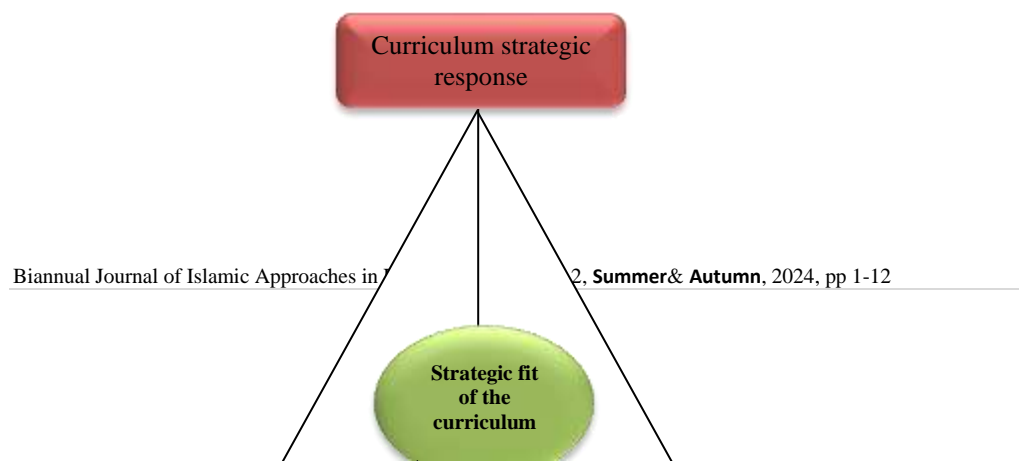 Curriculum strategic
response
Biannual Journal of Islamic Approaches in 2, Summer& Autumn, 2024, pp 1-12
Strategic fit
of the
curriculum